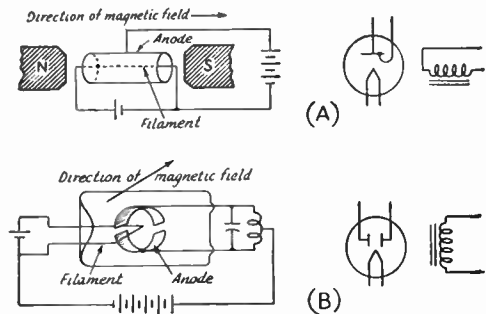 Direction of magnetic field
Anode
N
S
Filament
(A)
Direction of magnetic field
Filament
Anode
(B)